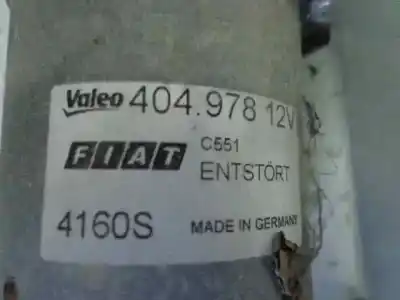 Valeo 404.978 12V
FIAT C551
ENTSTÖRT
4160S MADE IN GERMANY